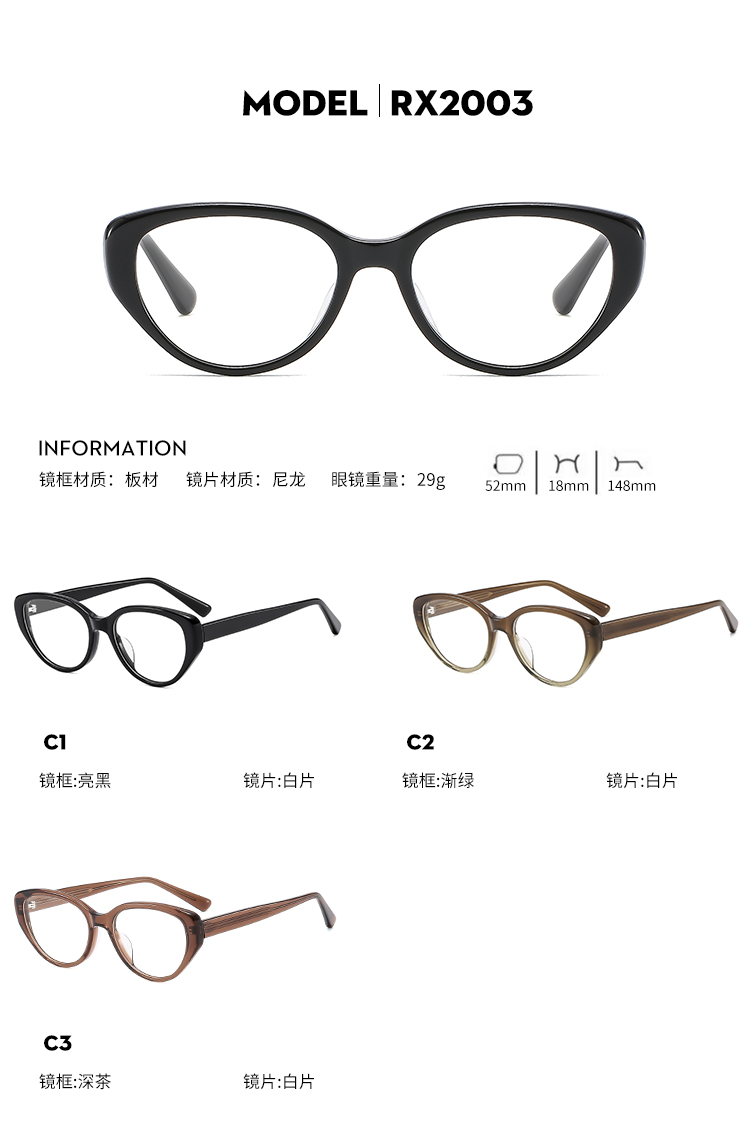 MODEL RX2003
INFORMATION
镜框材质：板材 镜片材质：尼龙 眼镜重量：29g
52mm 18mm 148mm
C1 C2
镜框:亮黑 镜片:白片 镜框:渐绿 镜片:白片
C3
镜框:深茶 镜片:白片